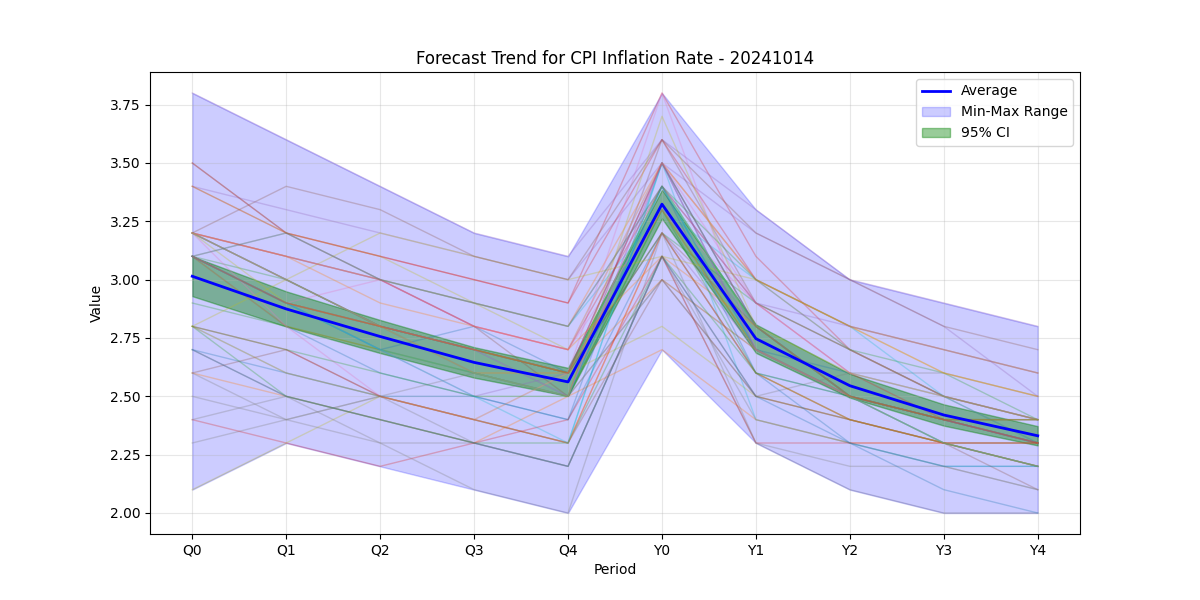 Forecast Trend for CPI Inflation Rate - 20241014
Average
Min-Max Range
95% CI
3.75
3.50
3.25
3.00
2.75
2.50
2.25
2.00
Value
Q0 Q1 Q2 Q3 Q4 Y0 Y1 Y2 Y3 Y4
Period